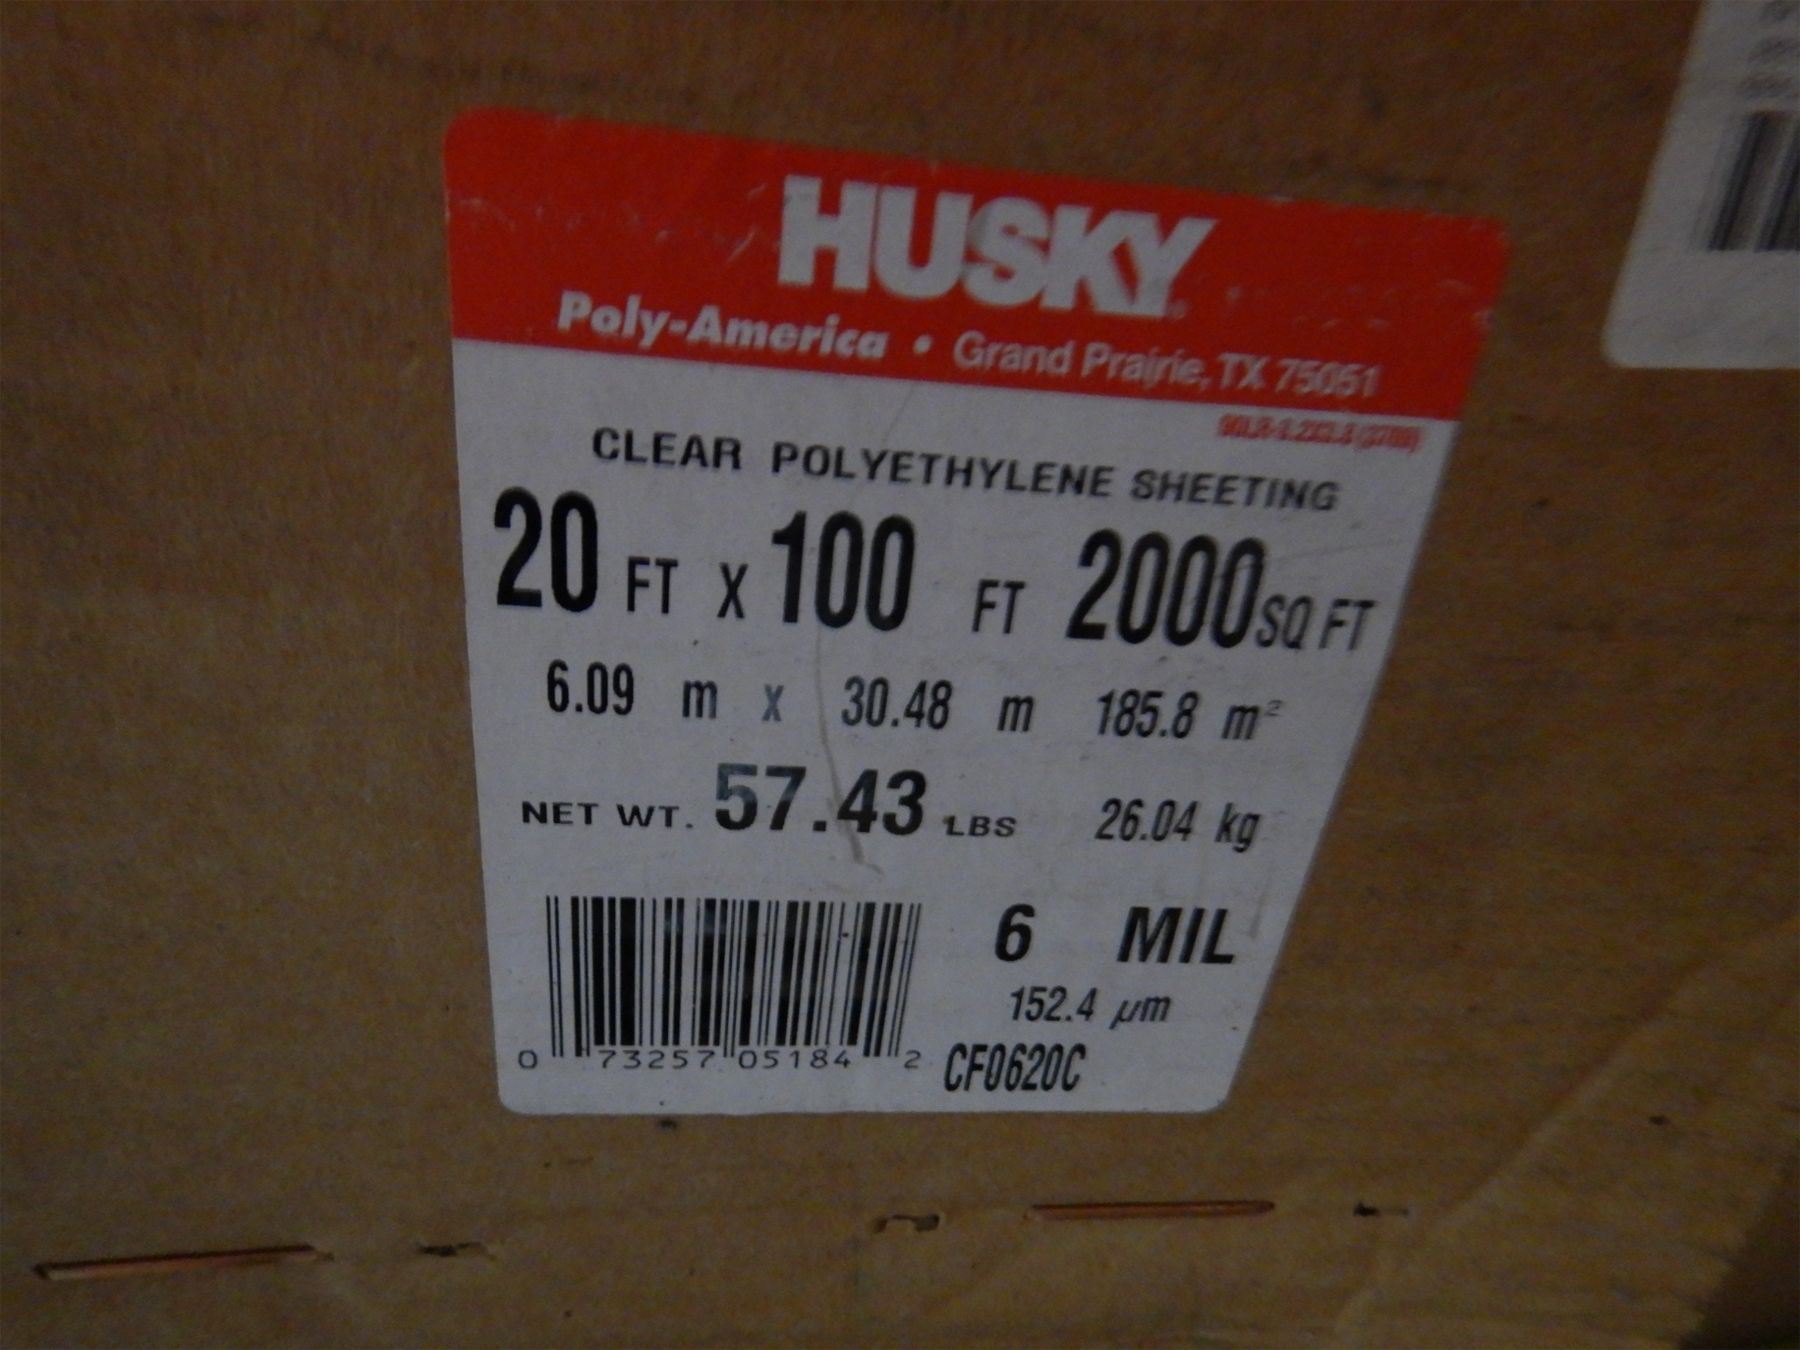 HUSKY
Poly-America • Grand Prairie, TX 75051
CLEAR POLYETHYLENE SHEETING
20 FT X 100 FT 2000 SQ FT
6.09 m x 30.48 m 185.8 m²
NET WT. 57.43 LBS 26.04 kg
6 MIL
152.4 µm
0 73257 05184 2 CF0620C